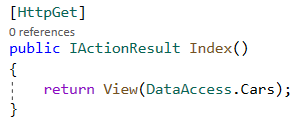 [HttpGet]
0 references
public IActionResult Index()
{
    return View(DataAccess.Cars);
}